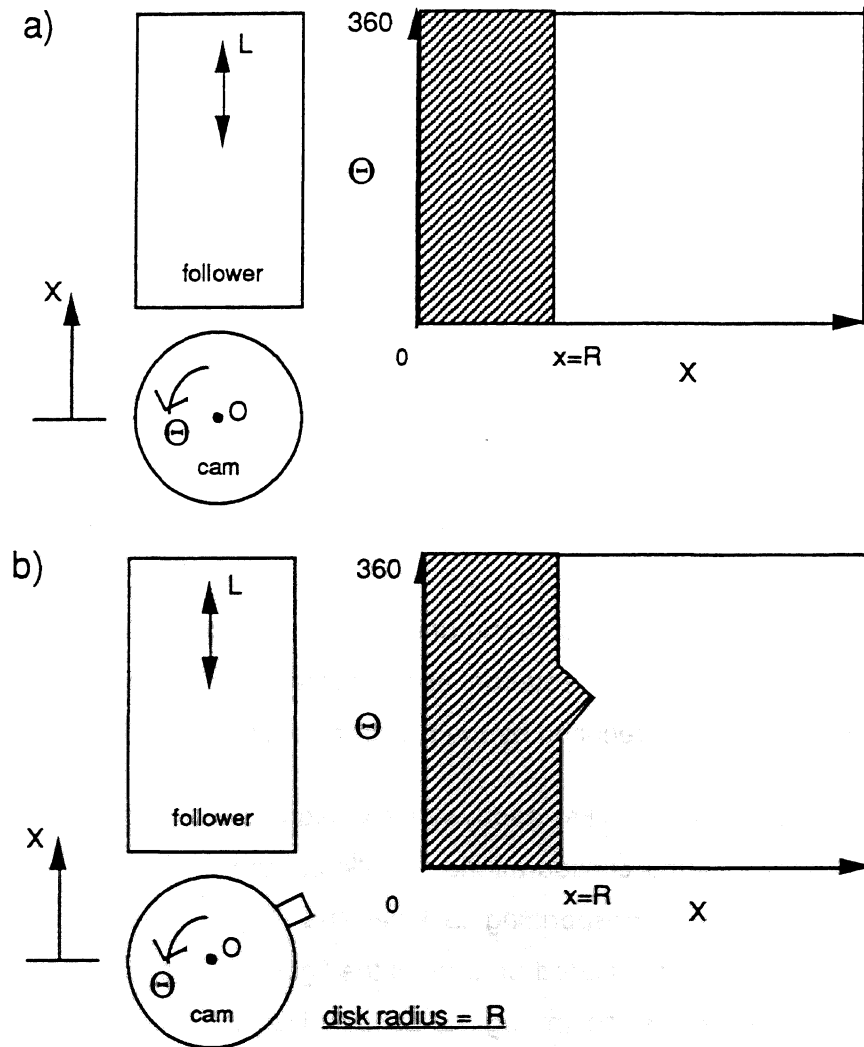 a)
L
360
Θ
follower
X
0
x=R
X
O
Θ
cam
b)
L
360
Θ
follower
X
0
x=R
X
O
Θ
cam
disk radius = R